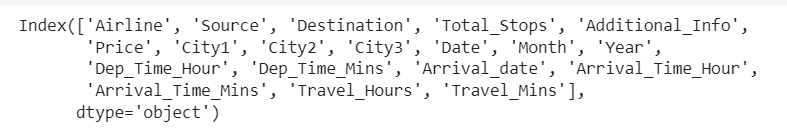 Index(['Airline', 'Source', 'Destination', 'Total_Stops', 'Additional_Info',
'Price', 'City1', 'City2', 'City3', 'Date', 'Month', 'Year',
'Dep_Time_Hour', 'Dep_Time_Mins', 'Arrival_date', 'Arrival_Time_Hour',
'Arrival_Time_Mins', 'Travel_Hours', 'Travel_Mins'],
dtype='object')